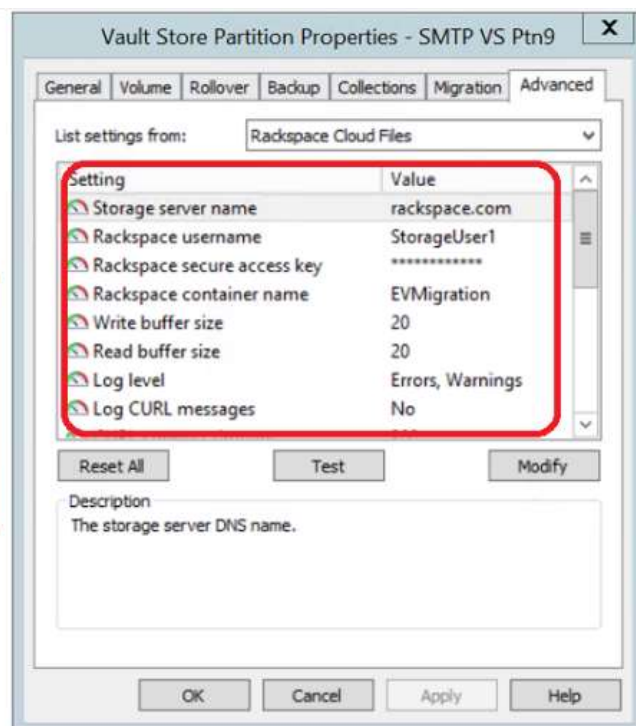 Vault Store Partition Properties - SMTP VS Ptn9 X
General Volume Rollover Backup Collections Migration Advanced
List settings from: Rackspace Cloud Files
Setting Value
Storage server name rackspace.com
Rackspace username StorageUser1
Rackspace secure access key ************
Rackspace container name EVMigration
Write buffer size 20
Read buffer size 20
Log level Errors, Warnings
Log CURL messages No
Reset All Test Modify
Description
The storage server DNS name.
OK Cancel Apply Help